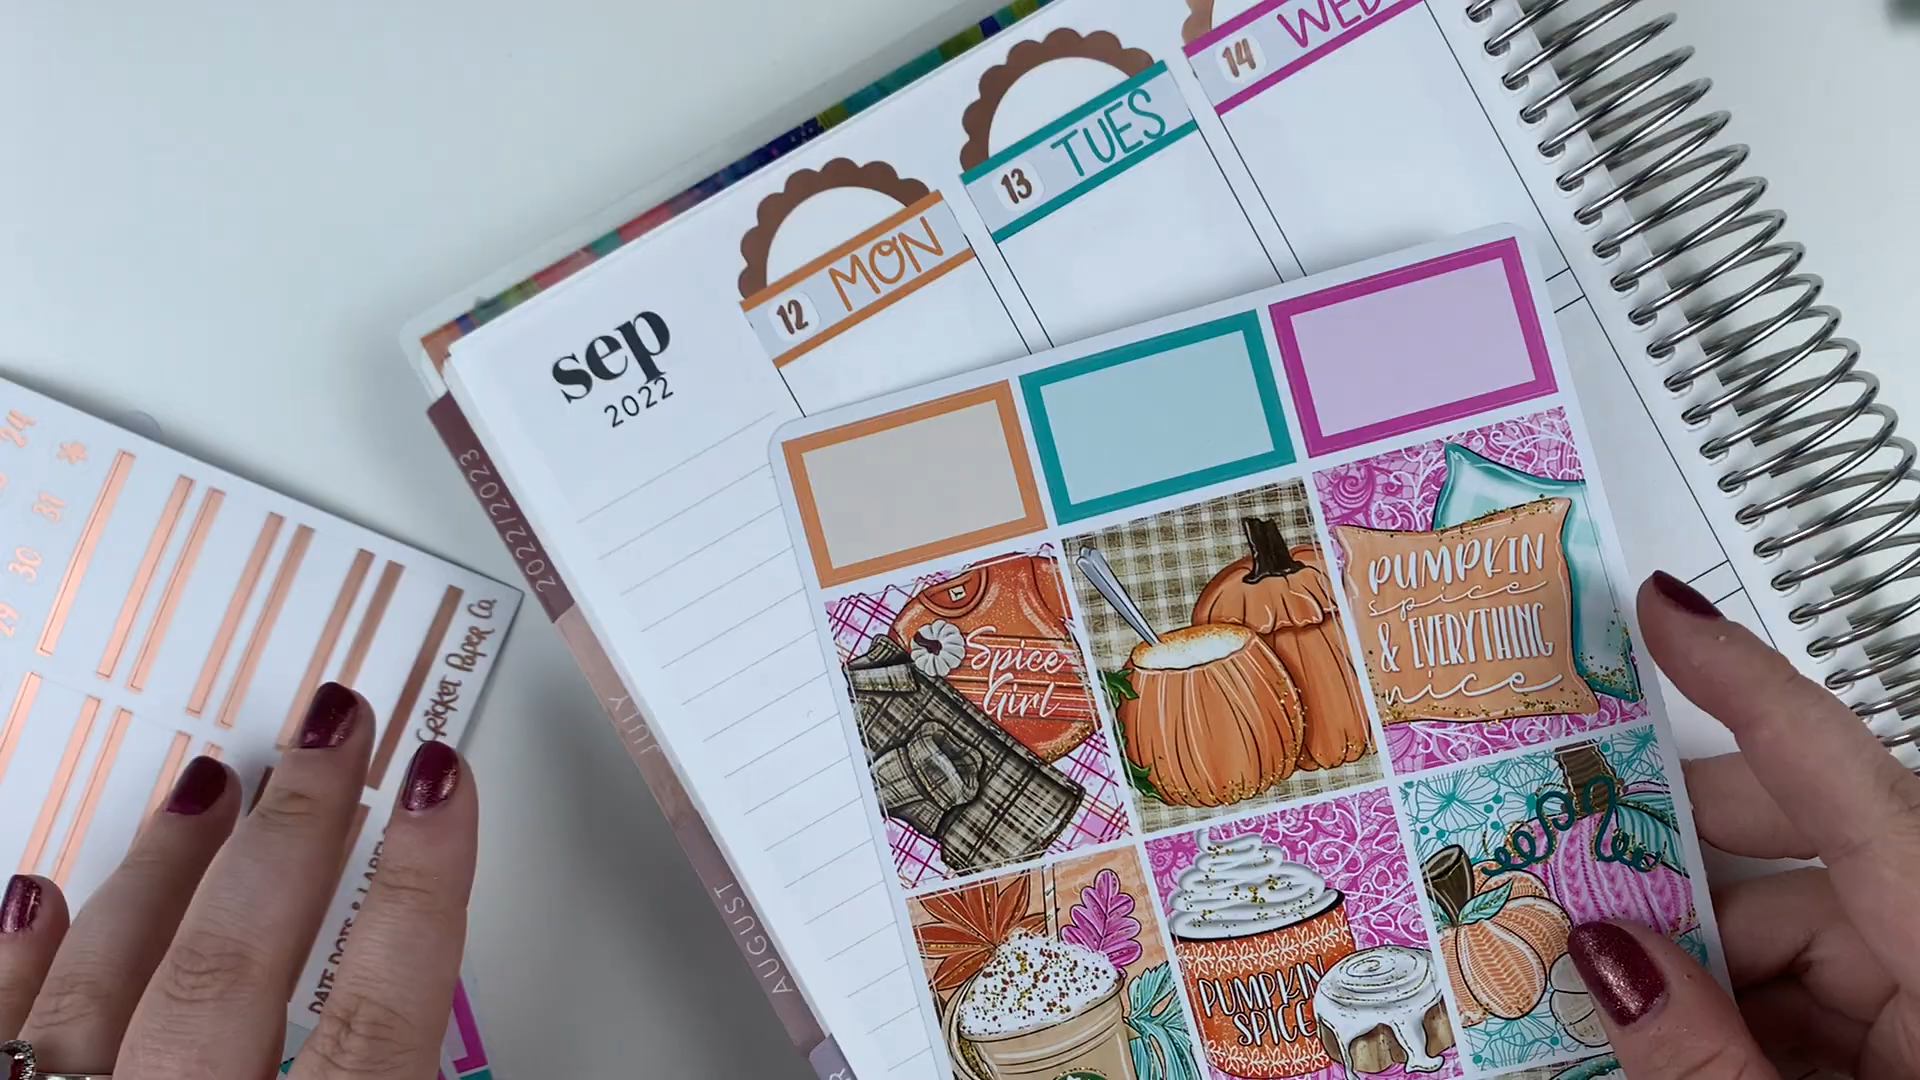 14 WED
13 TUES
12 MON
sep
2022
2022/2023
JULY
AUGUST
24
31
30
29
CRICKET PAPER CO.
DATE DOTS & LABELS
Spice
Girl
PUMPKIN
spice
& EVERYTHING
nice
PUMPKIN
SPICE